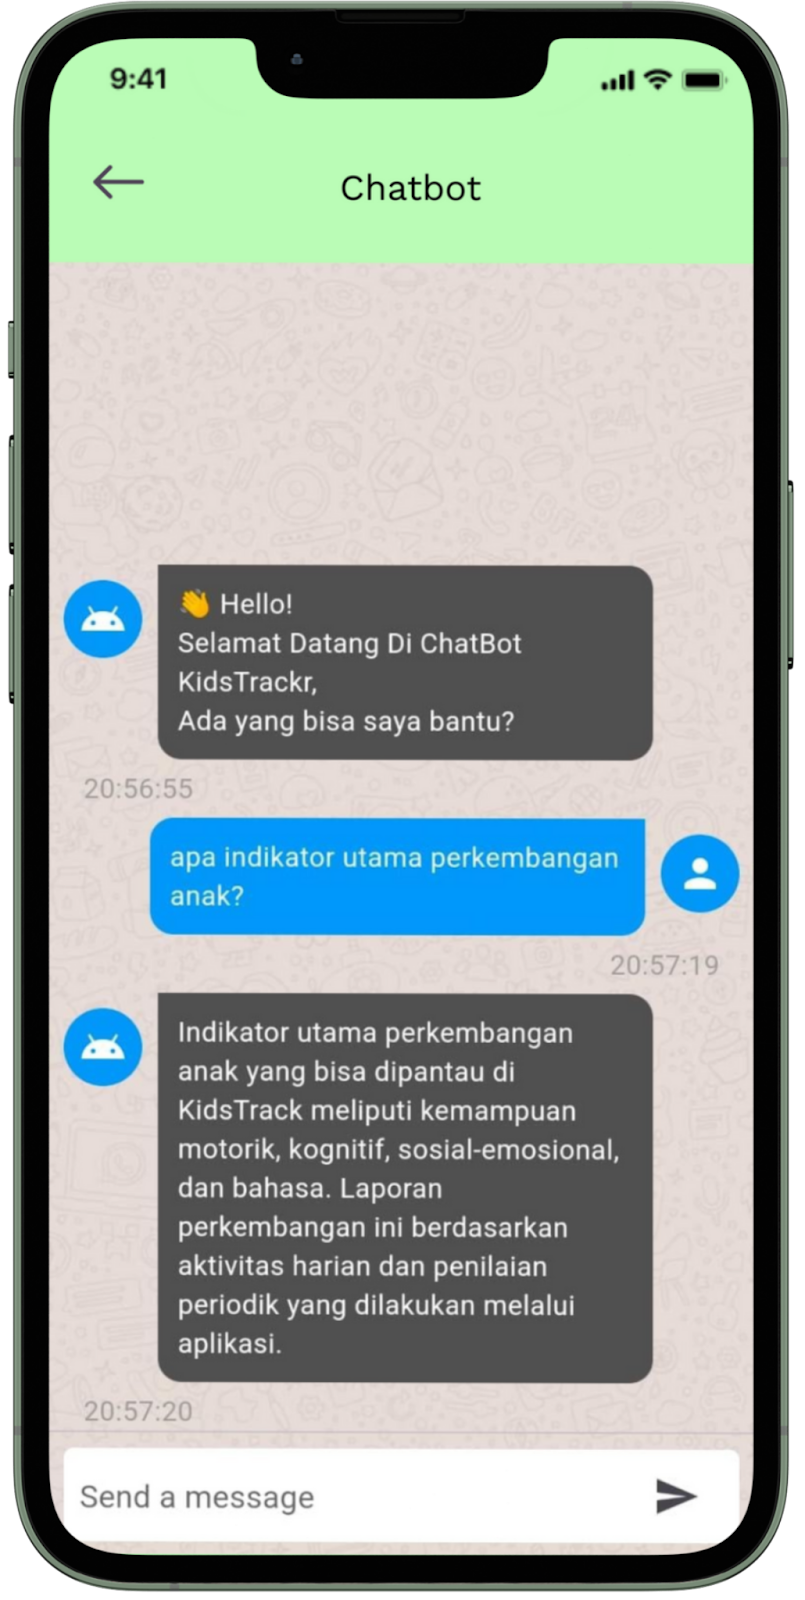 9:41
Chatbot
👋 Hello!
Selamat Datang Di ChatBot
KidsTrackr,
Ada yang bisa saya bantu?
20:56:55
apa indikator utama perkembangan
anak?
20:57:19
Indikator utama perkembangan
anak yang bisa dipantau di
KidsTrack meliputi kemampuan
motorik, kognitif, sosial-emosional,
dan bahasa. Laporan
perkembangan ini berdasarkan
aktivitas harian dan penilaian
periodik yang dilakukan melalui
aplikasi.
20:57:20
Send a message